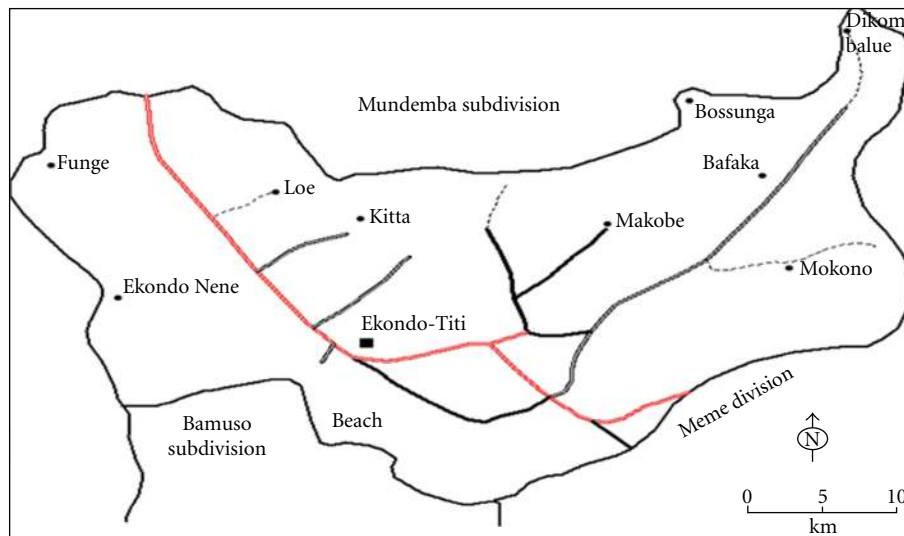 Dikom
balue
Mundemba subdivision
Bossunga
Funge
Bafaka
Loe
Kitta
Makobe
Mokono
Ekondo Nene
Ekondo-Titi
Meme division
Beach
Bamuso
subdivision
N
0 5 10
km